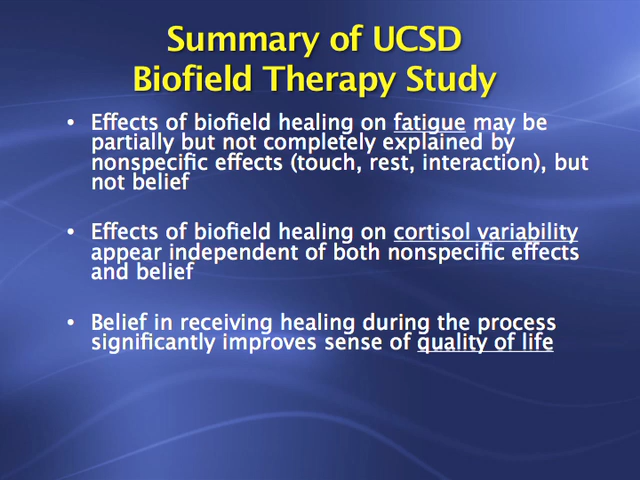 Summary of UCSD
Biofield Therapy Study
• Effects of biofield healing on fatigue may be
partially but not completely explained by
nonspecific effects (touch, rest, interaction), but
not belief
• Effects of biofield healing on cortisol variability
appear independent of both nonspecific effects
and belief
• Belief in receiving healing during the process
significantly improves sense of quality of life